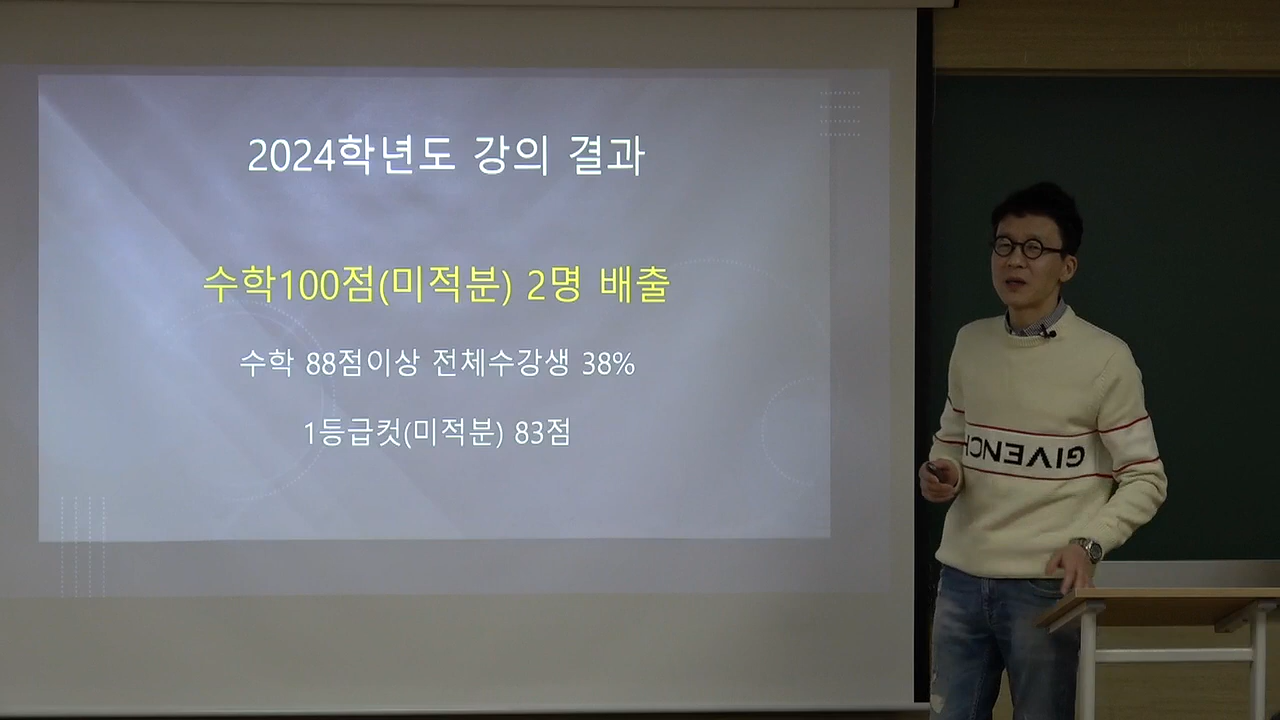 2024학년도 강의 결과
수학100점(미적분) 2명 배출
수학 88점이상 전체수강생 38%
1등급컷(미적분) 83점
GIVENCH